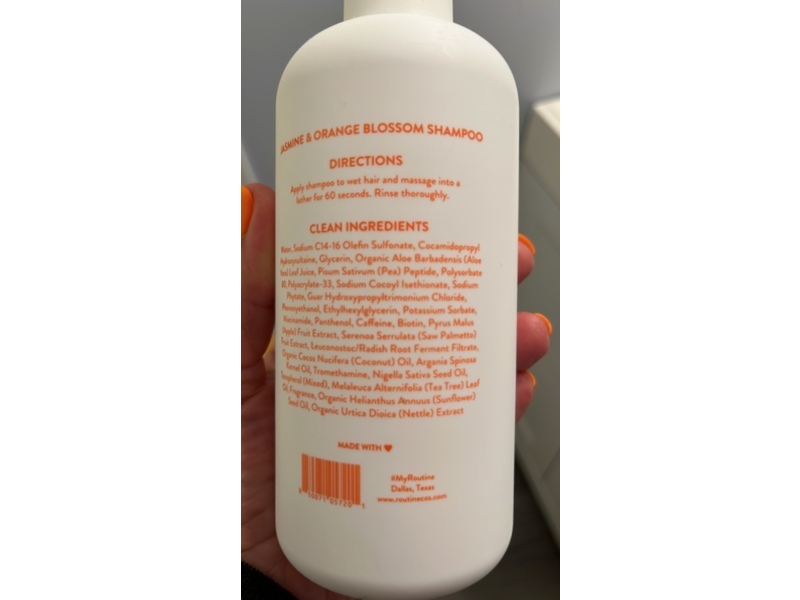 JASMINE & ORANGE BLOSSOM SHAMPOO
DIRECTIONS
Apply shampoo to wet hair and massage into a
lather for 60 seconds. Rinse thoroughly.
CLEAN INGREDIENTS
Water, Sodium C14-16 Olefin Sulfonate, Cocamidopropyl
Hydroxysultaine, Glycerin, Organic Aloe Barbadensis (Aloe
Vera) Leaf Juice, Pisum Sativum (Pea) Peptide, Polysorbate
80, Polyacrylate-33, Sodium Cocoyl Isethionate, Sodium
Phytate, Guar Hydroxypropyltrimonium Chloride,
Phenoxyethanol, Ethylhexylglycerin, Potassium Sorbate,
Niacinamide, Panthenol, Caffeine, Biotin, Pyrus Malus
(Apple) Fruit Extract, Serenoa Serrulata (Saw Palmetto)
Fruit Extract, Leuconostoc/Radish Root Ferment Filtrate,
Organic Cocos Nucifera (Coconut) Oil, Argania Spinosa
Kernel Oil, Tromethamine, Nigella Sativa Seed Oil,
Tocopherol (Mixed), Melaleuca Alternifolia (Tea Tree) Leaf
Oil, Fragrance, Organic Helianthus Annuus (Sunflower)
Seed Oil, Organic Urtica Dioica (Nettle) Extract
MADE WITH ♥
#MyRoutine
Dallas, Texas
www.routinecos.com